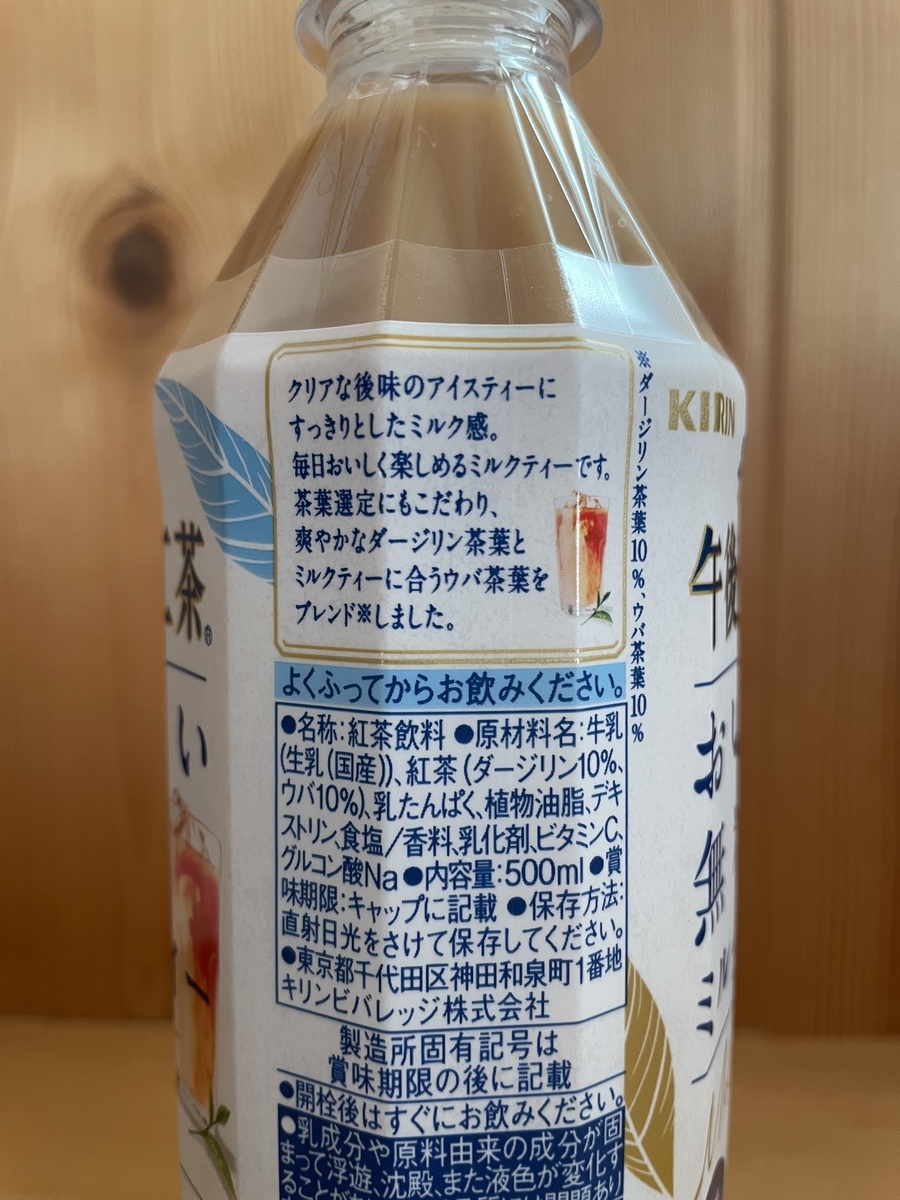 クリアな後味のアイスティーに
すっきりとしたミルク感。
毎日おいしく楽しめるミルクティーです。
茶葉選定にもこだわり、
爽やかなダージリン茶葉と
ミルクティーに合うウバ茶葉を
ブレンド※しました。
※ダージリン茶葉10%、ウバ茶葉10%
よくふってからお飲みください。
●名称:紅茶飲料 ●原材料名:牛乳
(生乳(国産))、紅茶(ダージリン10%、
ウバ10%)、乳たんぱく、植物油脂、デキ
ストリン、食塩/香料、乳化剤、ビタミンC、
グルコン酸Na ●内容量:500ml ●賞
味期限:キャップに記載 ●保存方法:
直射日光をさけて保存してください。
●東京都千代田区神田和泉町1番地
キリンビバレッジ株式会社
製造所固有記号は
賞味期限の後に記載
●開栓後はすぐにお飲みください。
●乳成分や原料由来の成分が固
まって浮遊、沈殿、また液色が変化す
ることが
KIRIN
午後
お
無
ミル
茶®
い
ー